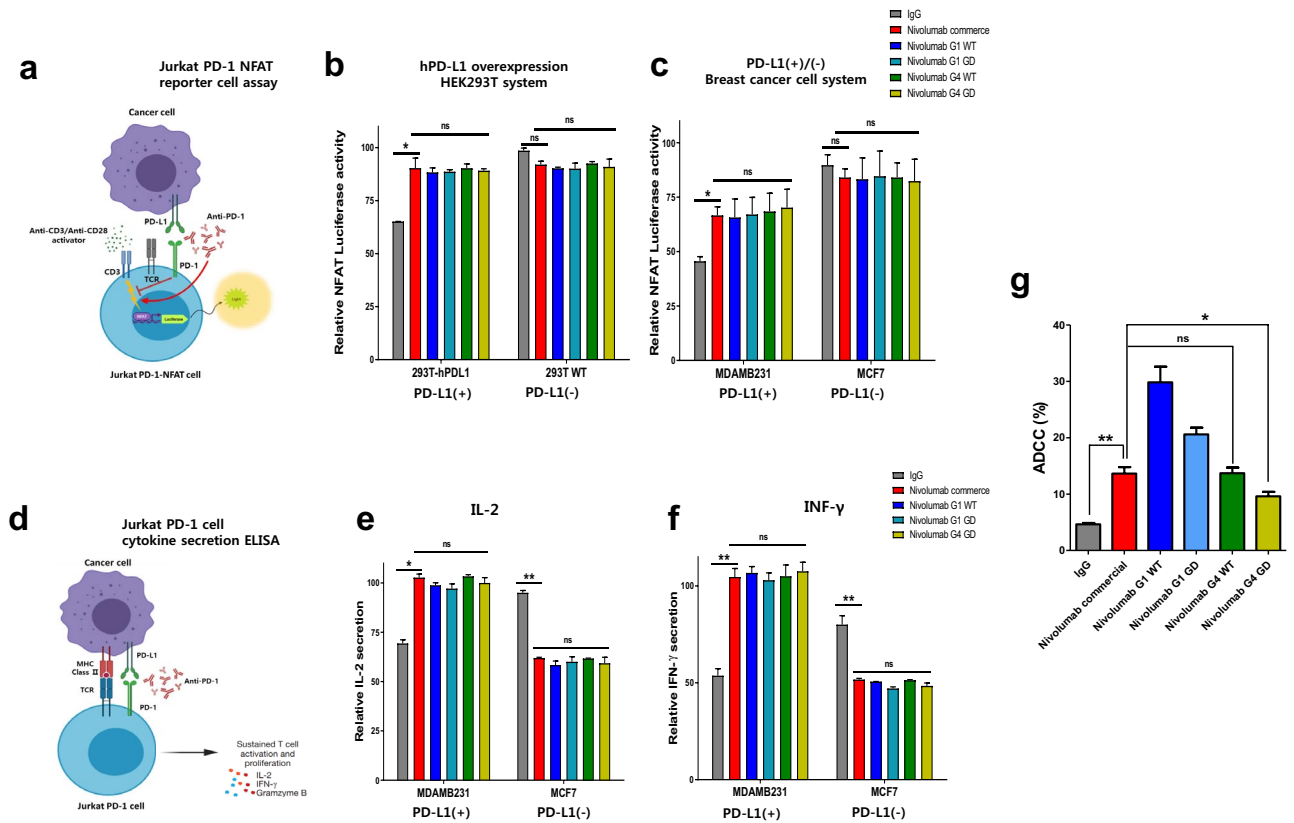 a
Jurkat PD-1 NFAT
reporter cell assay
Cancer cell
PD-L1
Anti-PD-1
Anti-CD3/Anti-CD28
activator
CD3
TCR
PD-1
NFAT
Luciferase
Light
Jurkat PD-1-NFAT cell
b
hPD-L1 overexpression
HEK293T system
Relative NFAT Luciferase activity
100
75
50
25
0
*
ns
ns
ns
293T-hPDL1
293T WT
PD-L1(+)
PD-L1(-)
c
PD-L1(+)/(-)
Breast cancer cell system
IgG
Nivolumab commerce
Nivolumab G1 WT
Nivolumab G1 GD
Nivolumab G4 WT
Nivolumab G4 GD
Relative NFAT Luciferase activity
100
75
50
25
0
*
ns
ns
ns
MDAMB231
MCF7
PD-L1(+)
PD-L1(-)
d
Jurkat PD-1 cell
cytokine secretion ELISA
Cancer cell
PD-L1
MHC
Class II
TCR
Anti-PD-1
PD-1
Sustained T cell
activation and
proliferation
IL-2
IFN-γ
Gramzyme B
Jurkat PD-1 cell
e
IL-2
Relative IL-2 secretion
100
75
50
25
0
*
ns
**
ns
MDAMB231
MCF7
PD-L1(+)
PD-L1(-)
f
INF-γ
IgG
Nivolumab commerce
Nivolumab G1 WT
Nivolumab G1 GD
Nivolumab G4 GD
Relative IFN-γ secretion
100
50
0
**
ns
**
ns
MDAMB231
MCF7
PD-L1(+)
PD-L1(-)
g
ADCC (%)
40
30
20
10
0
**
ns
*
IgG
Nivolumab commercial
Nivolumab G1 WT
Nivolumab G1 GD
Nivolumab G4 WT
Nivolumab G4 GD